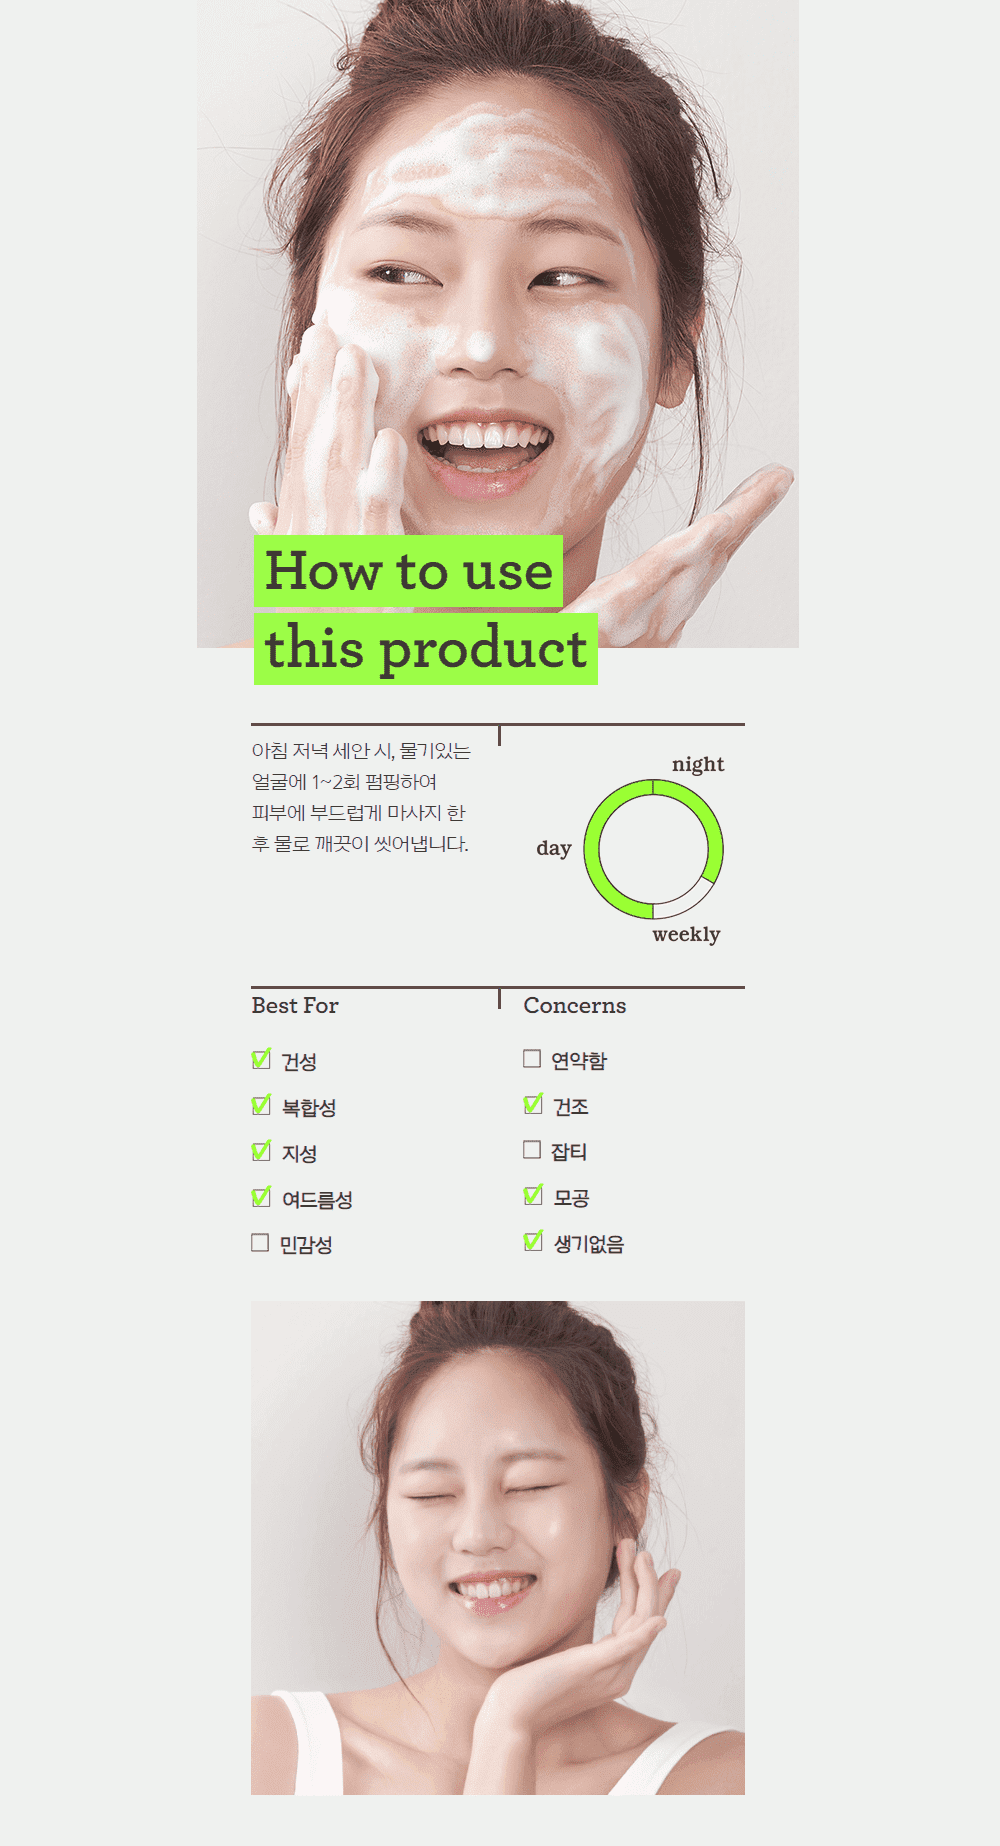 How to use
this product
아침 저녁 세안 시, 물기있는
얼굴에 1~2회 펌핑하여
피부에 부드럽게 마사지 한
후 물로 깨끗이 씻어냅니다.
night
day
weekly
Best For
건성
복합성
지성
여드름성
민감성
Concerns
연약함
건조
잡티
모공
생기없음